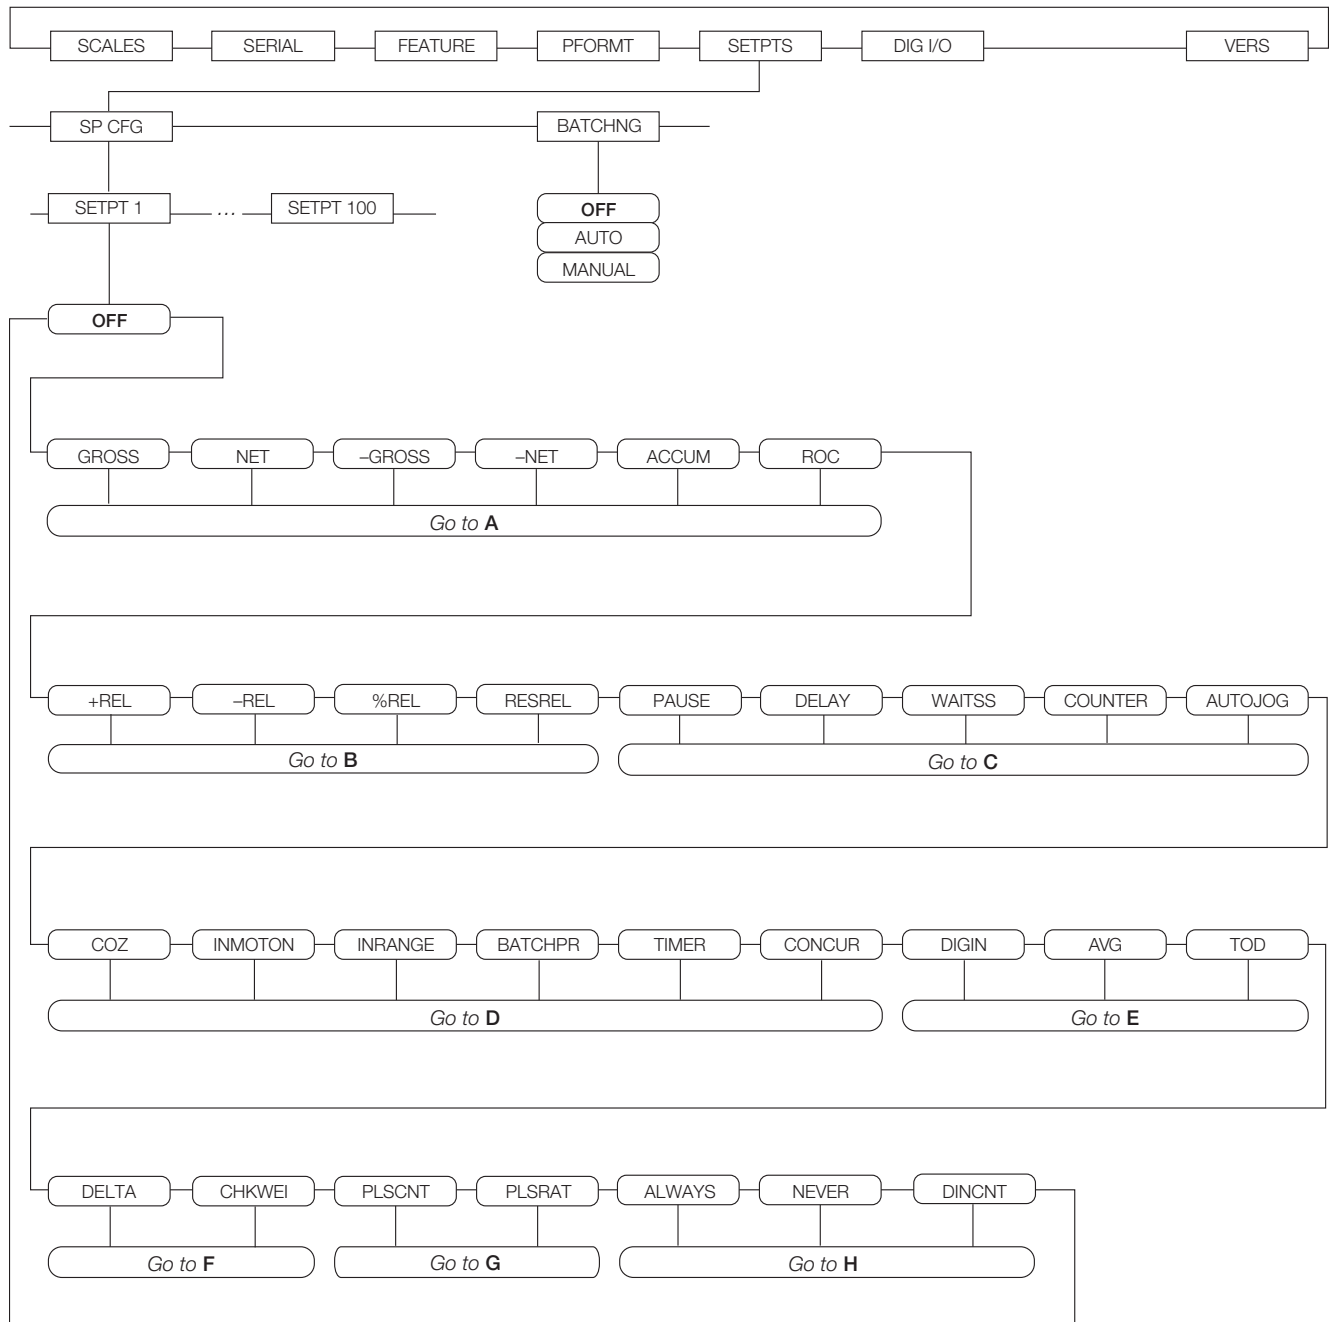 SCALES SERIAL FEATURE PFORMT SETPTS DIG I/O VERS
SP CFG BATCHNG
SETPT 1 ... SETPT 100
OFF
AUTO
MANUAL
OFF
GROSS NET –GROSS –NET ACCUM ROC
Go to A
+REL –REL %REL RESREL PAUSE DELAY WAITSS COUNTER AUTOJOG
Go to B Go to C
COZ INMOTON INRANGE BATCHPR TIMER CONCUR DIGIN AVG TOD
Go to D Go to E
DELTA CHKWEI PLSCNT PLSRAT ALWAYS NEVER DINCNT
Go to F Go to G Go to H